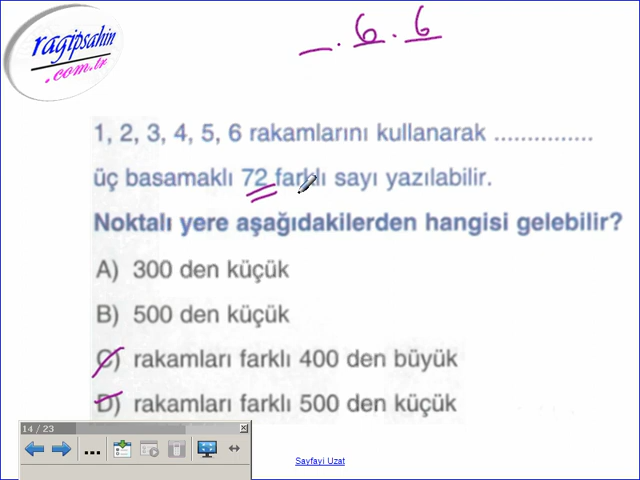 ragipsahin
.com.tr
_ . 6 . 6
1, 2, 3, 4, 5, 6 rakamlarını kullanarak ...............
üç basamaklı 72 farklı sayı yazılabilir.
Noktalı yere aşağıdakilerden hangisi gelebilir?
A) 300 den küçük
B) 500 den küçük
C) rakamları farklı 400 den büyük
D) rakamları farklı 500 den küçük
14 / 23
Sayfayi Uzat